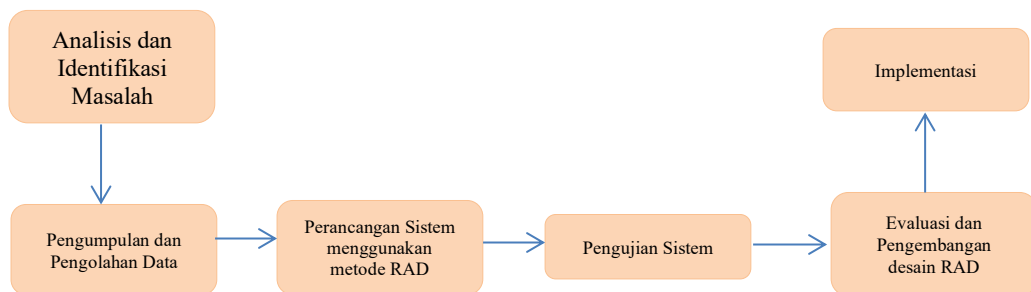 Analisis dan
Identifikasi
Masalah
Pengumpulan dan
Pengolahan Data
Perancangan Sistem
menggunakan
metode RAD
Pengujian Sistem
Evaluasi dan
Pengembangan
desain RAD
Implementasi